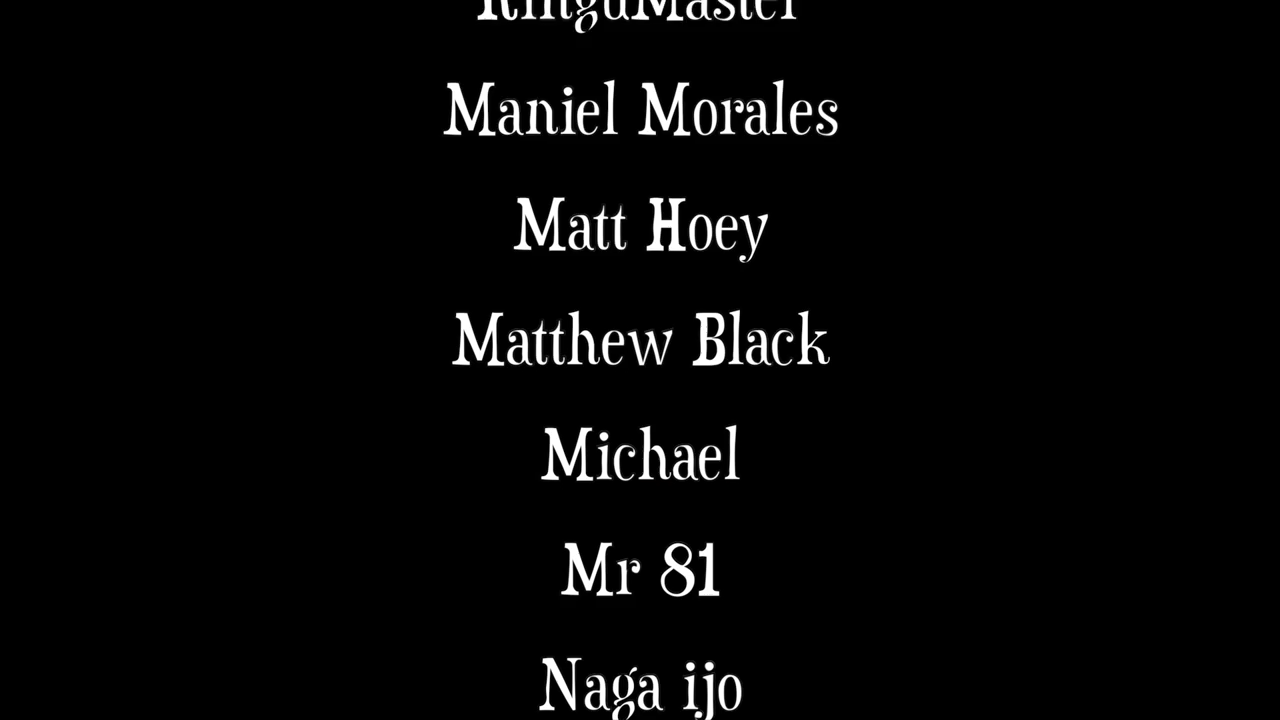 Maniel Morales
Matt Hoey
Matthew Black
Michael
Mr 81
Naga ijo